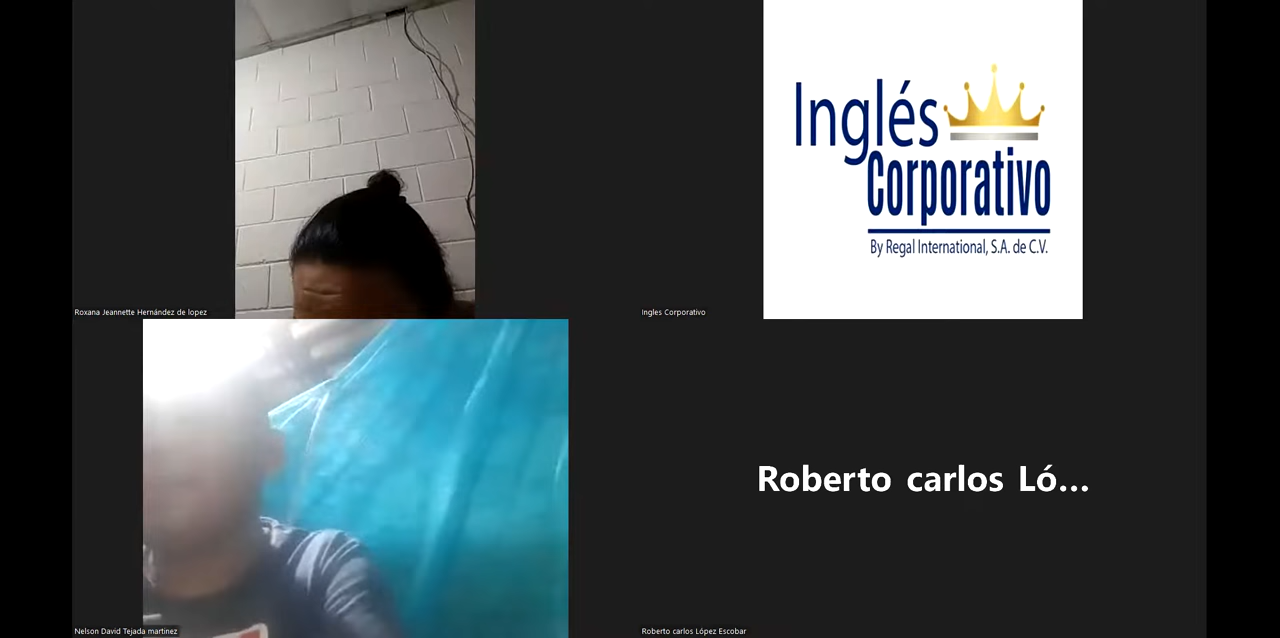 Inglés
Corporativo
By Regal International, S.A. de C.V.
Roxana Jeannette Hernández de lopez
Ingles Corporativo
Roberto carlos Ló...
Nelson David Tejada martinez
Roberto carlos López Escobar